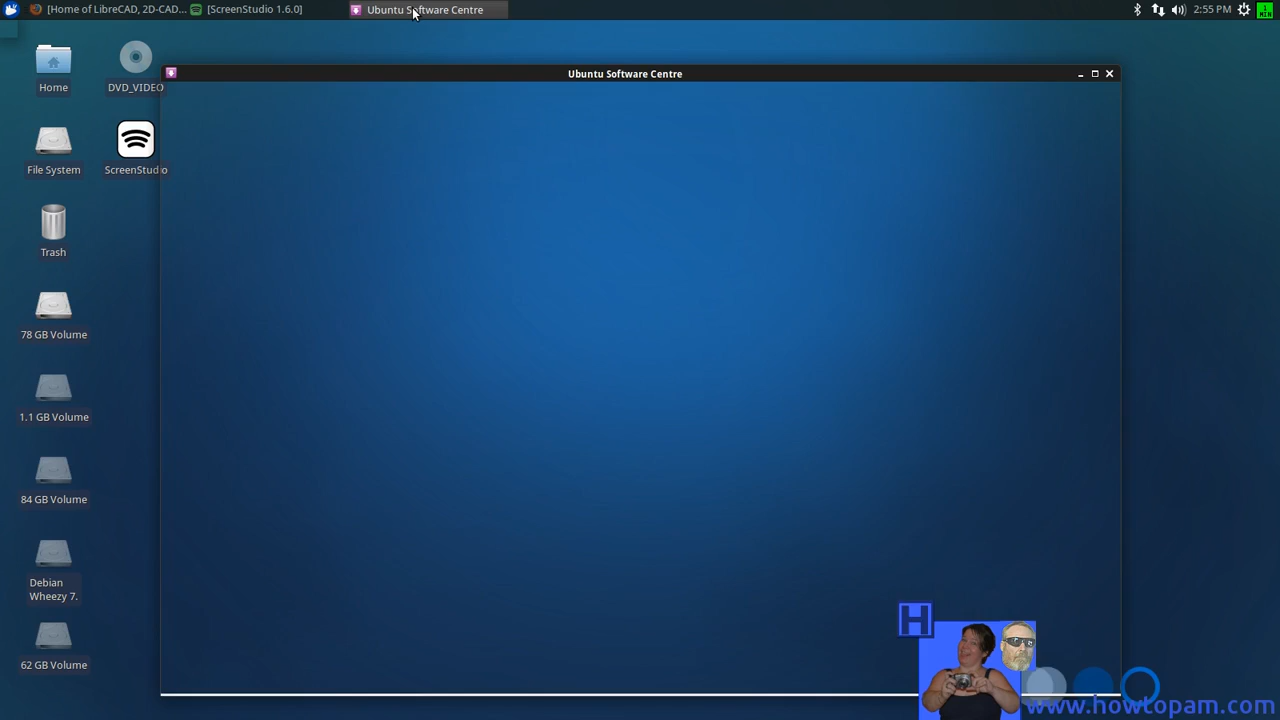 [Home of LibreCAD, 2D-CAD...
[ScreenStudio 1.6.0]
Ubuntu Software Centre
2:55 PM
1
MIN
Ubuntu Software Centre
Home
DVD_VIDEO
File System
ScreenStudio
Trash
78 GB Volume
1.1 GB Volume
84 GB Volume
Debian
Wheezy 7.
62 GB Volume
H
www.howtopam.com